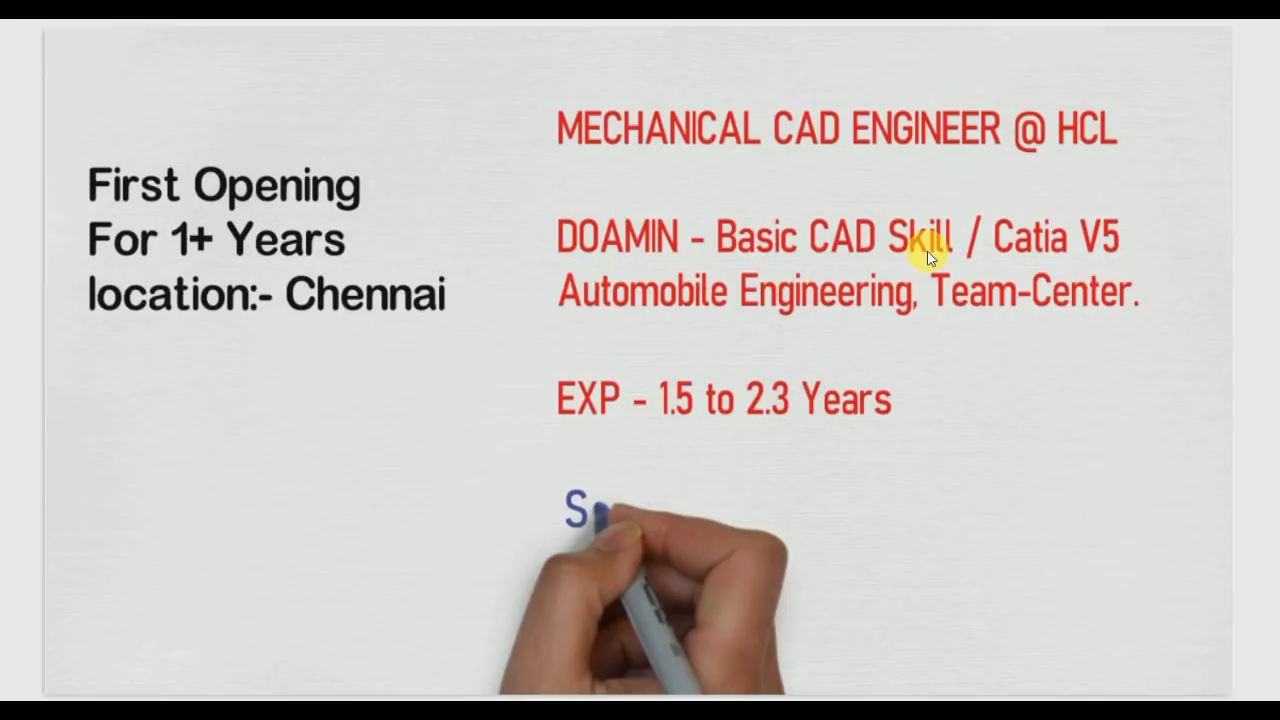 First Opening
For 1+ Years
location:- Chennai
MECHANICAL CAD ENGINEER @ HCL
DOAMIN - Basic CAD Skill / Catia V5
Automobile Engineering, Team-Center.
EXP - 1.5 to 2.3 Years
S